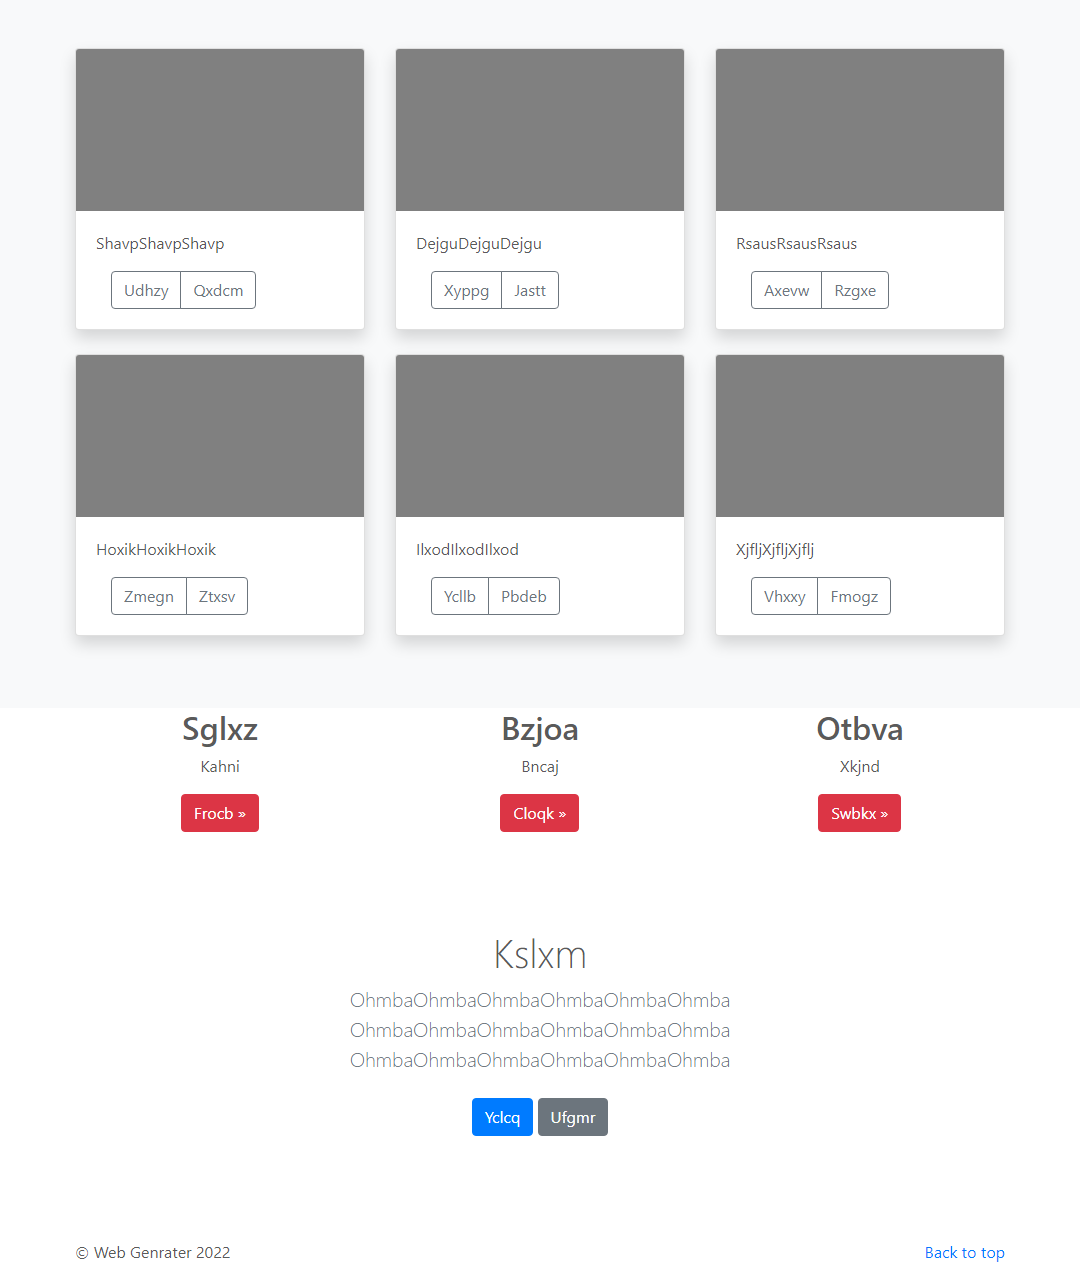 ShavpShavpShavp
Udhzy Qxdcm
DejguDejguDejgu
Xyppg Jastt
RsausRsausRsaus
Axevw Rzgxe
HoxikHoxikHoxik
Zmegn Ztxsv
IlxodIlxodIlxod
Ycllb Pbdeb
XjfljXjfljXjflj
Vhxxy Fmogz
Sglxz
Kahni
Frocb »
Bzjoa
Bncaj
Cloqk »
Otbva
Xkjnd
Swbkx »
Kslxm
OhmbaOhmbaOhmbaOhmbaOhmbaOhmba
OhmbaOhmbaOhmbaOhmbaOhmbaOhmba
OhmbaOhmbaOhmbaOhmbaOhmbaOhmba
Yclcq Ufgmr
© Web Genrater 2022
Back to top